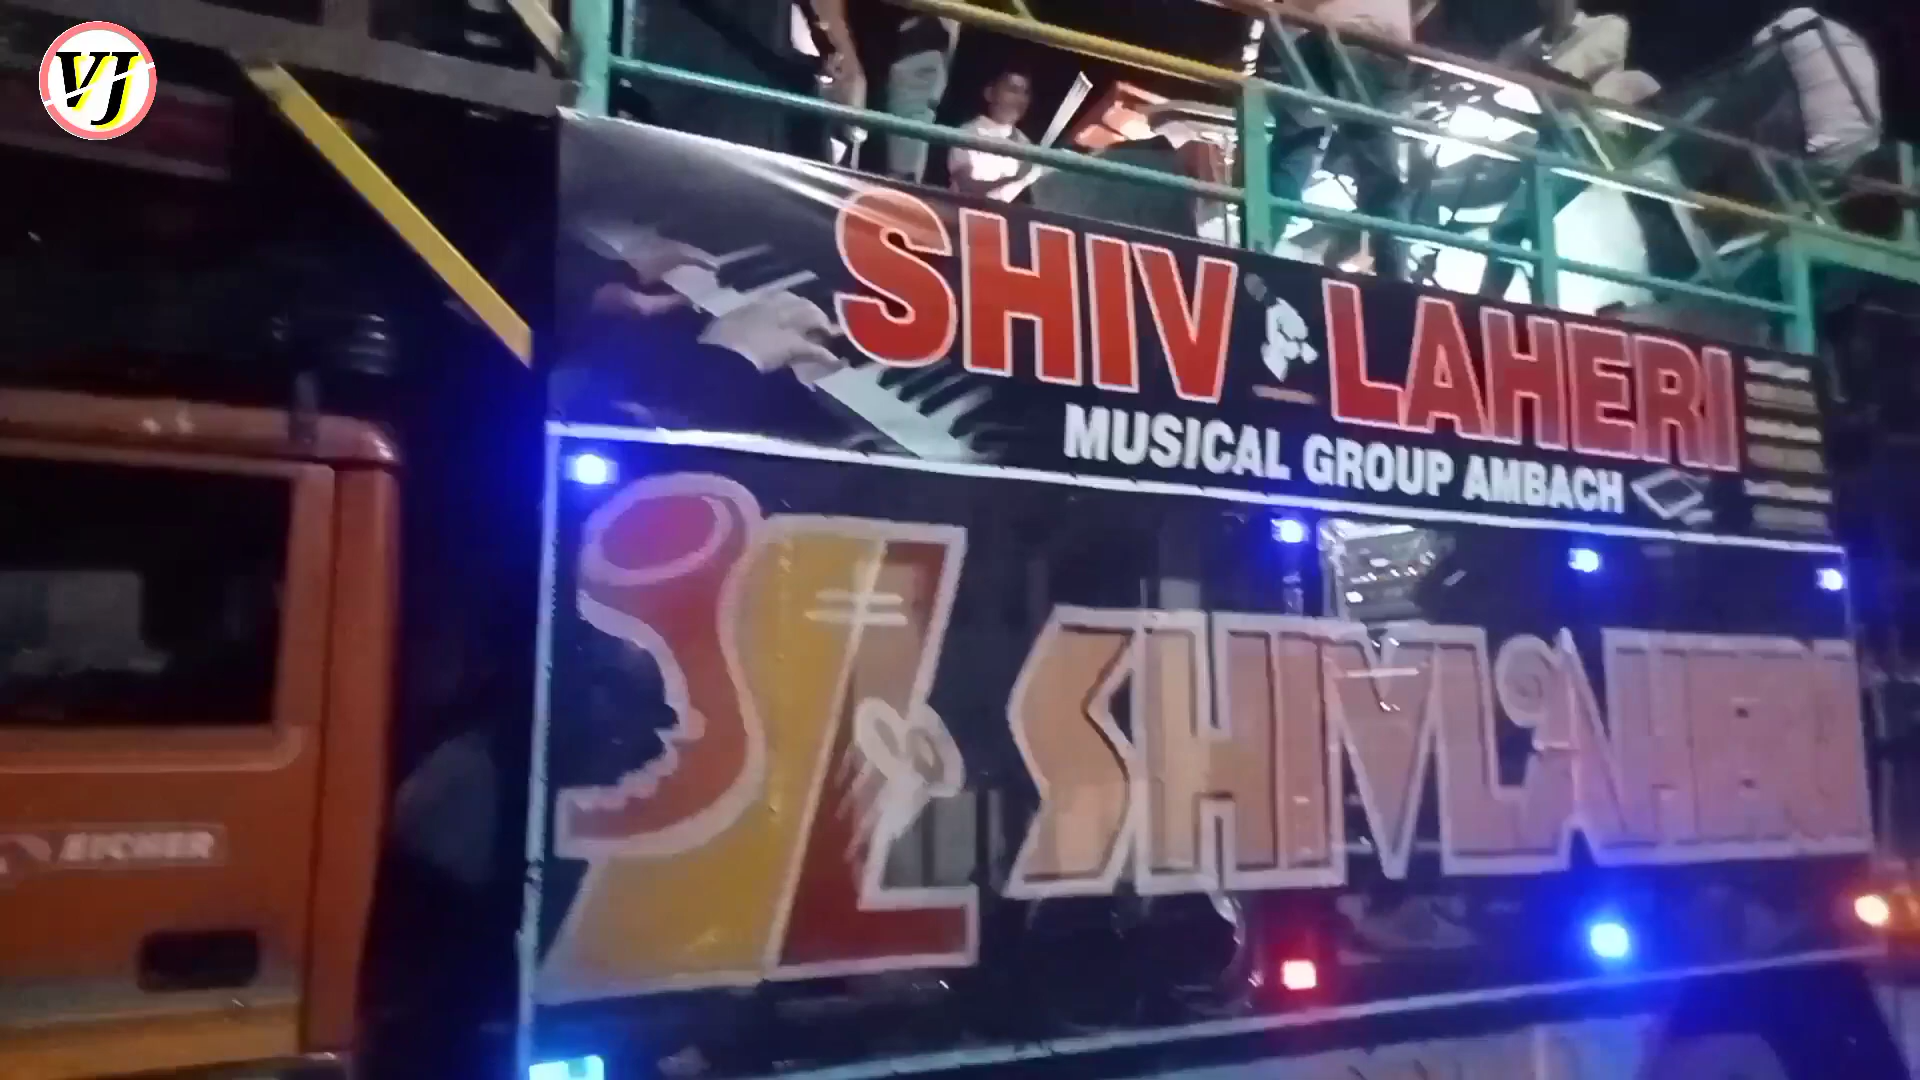 VJ
SHIV LAHERI
MUSICAL GROUP AMBACH
SL SHIVLAHERI
EICHER